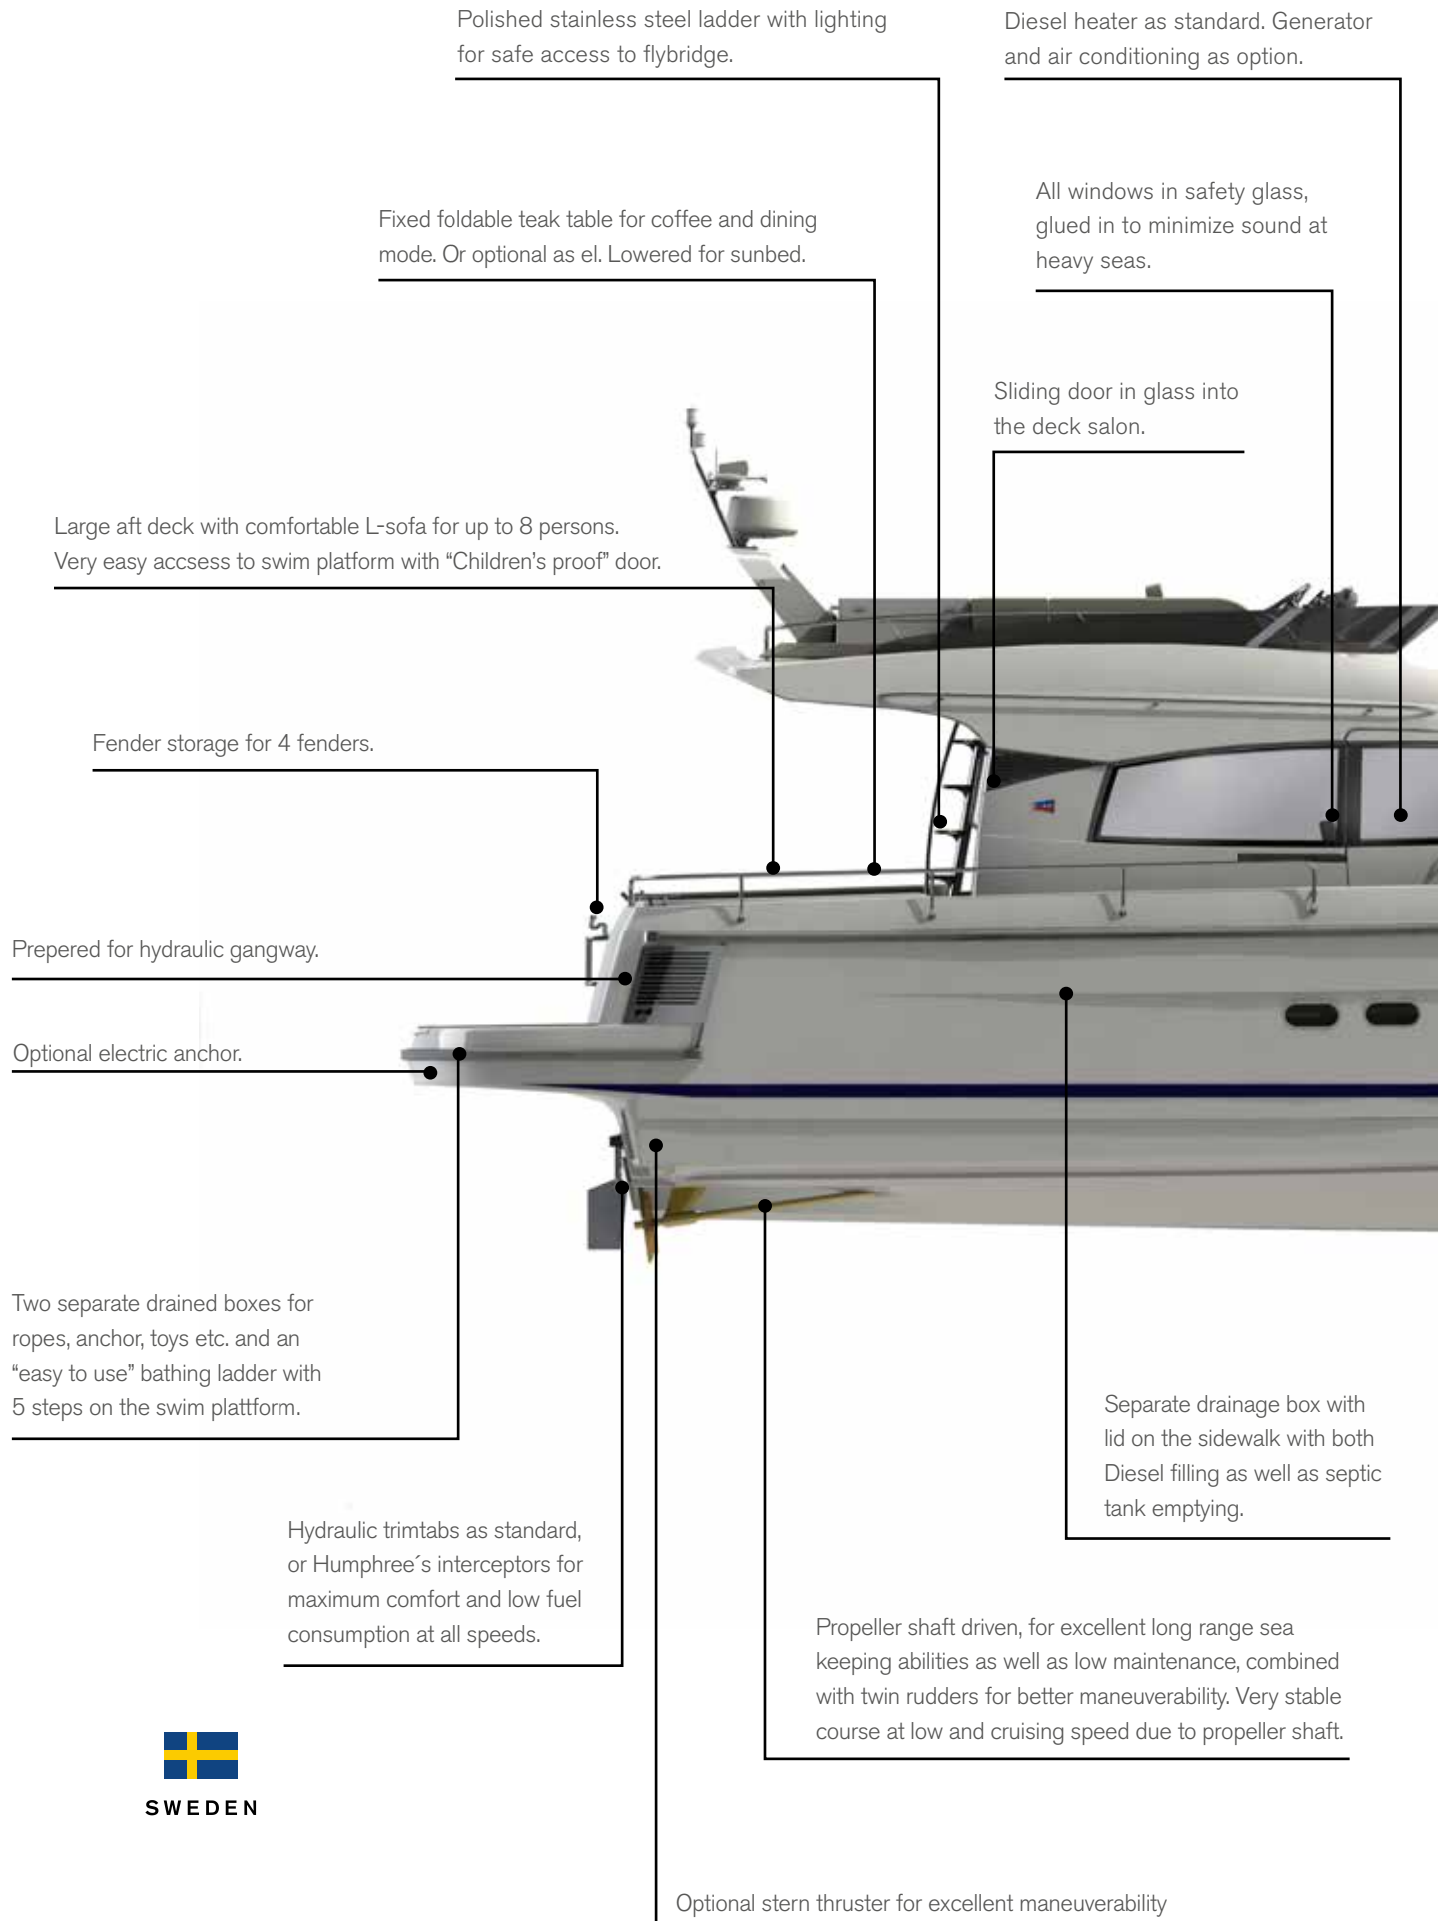 Polished stainless steel ladder with lighting
for safe access to flybridge.
Diesel heater as standard. Generator
and air conditioning as option.
All windows in safety glass,
glued in to minimize sound at
heavy seas.
Fixed foldable teak table for coffee and dining
mode. Or optional as el. Lowered for sunbed.
Sliding door in glass into
the deck salon.
Large aft deck with comfortable L-sofa for up to 8 persons.
Very easy accsess to swim platform with “Children’s proof” door.
Fender storage for 4 fenders.
Prepered for hydraulic gangway.
Optional electric anchor.
Two separate drained boxes for
ropes, anchor, toys etc. and an
“easy to use” bathing ladder with
5 steps on the swim plattform.
Separate drainage box with
lid on the sidewalk with both
Diesel filling as well as septic
tank emptying.
Hydraulic trimtabs as standard,
or Humphree´s interceptors for
maximum comfort and low fuel
consumption at all speeds.
Propeller shaft driven, for excellent long range sea
keeping abilities as well as low maintenance, combined
with twin rudders for better maneuverability. Very stable
course at low and cruising speed due to propeller shaft.
SWEDEN
Optional stern thruster for excellent maneuverability